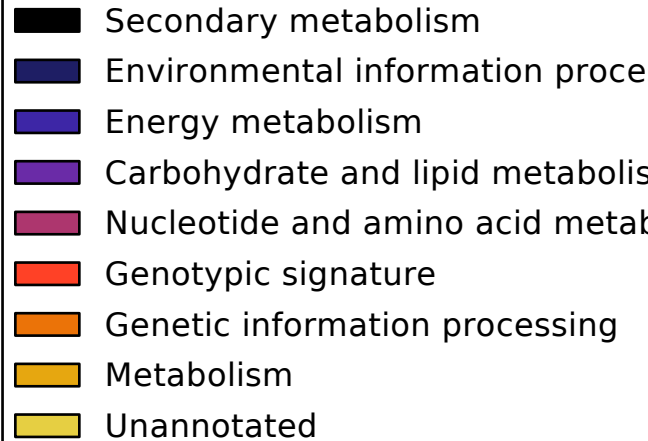 Secondary metabolism
Environmental information proce
Energy metabolism
Carbohydrate and lipid metabolis
Nucleotide and amino acid metab
Genotypic signature
Genetic information processing
Metabolism
Unannotated